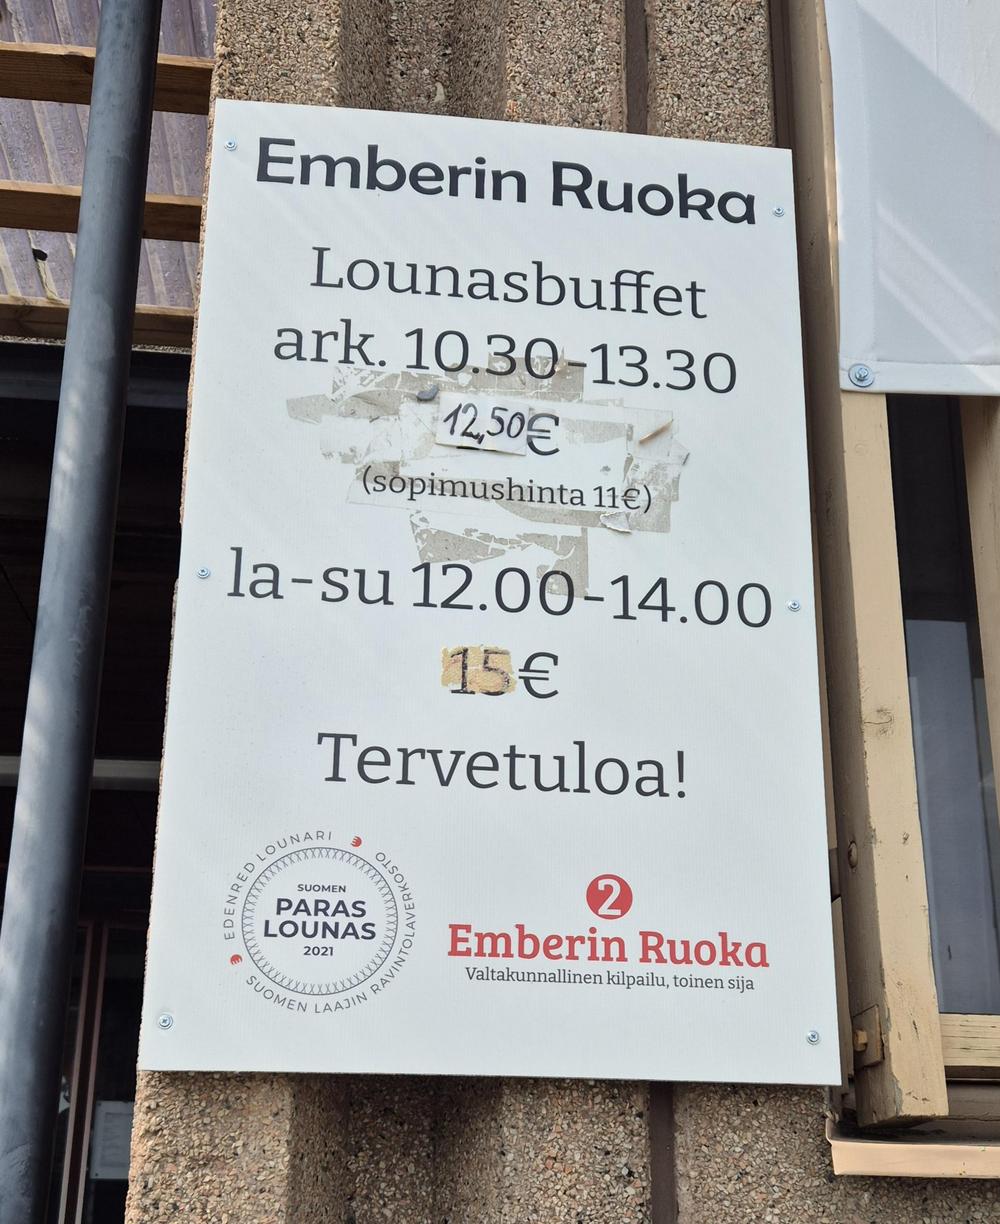 Emberin Ruoka
Lounasbuffet
ark. 10.30-13.30
12,50€
(sopimushinta 11€)
la-su 12.00-14.00
15€
Tervetuloa!
EDENRED LOUNARI
SUOMEN LAAJIN RAVINTOLAVERKOSTO
SUOMEN
PARAS
LOUNAS
2021
2
Emberin Ruoka
Valtakunnallinen kilpailu, toinen sija